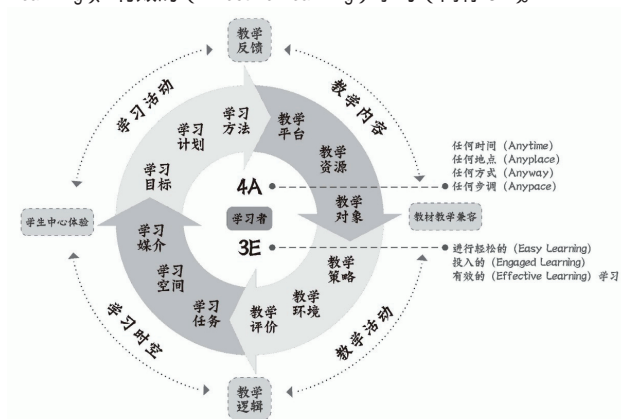 教学
反馈
学习活动
教学内容
学习
方法
教学
平台
学习
计划
教学
资源
学习
目标
教学
对象
4A
学习者
3E
任何时间 (Anytime)
任何地点 (Anyplace)
任何方式 (Anyway)
任何步调 (Anypace)
学生中心体验
教材教学兼容
进行轻松的 (Easy Learning)
投入的 (Engaged Learning)
有效的 (Effective Learning) 学习
学习
媒介
教学
策略
学习
空间
教学
环境
学习
任务
教学
评价
学习时空
教学活动
教学
逻辑